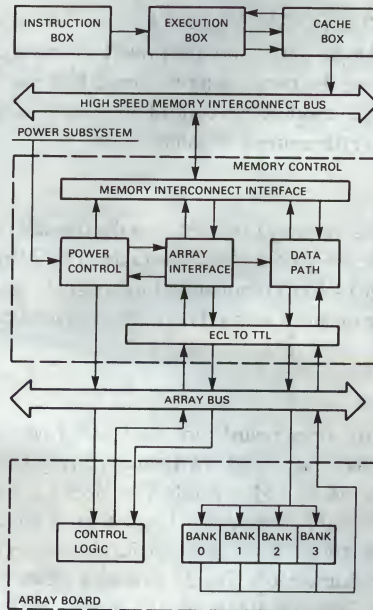 INSTRUCTION
BOX
EXECUTION
BOX
CACHE
BOX
HIGH SPEED MEMORY INTERCONNECT BUS
POWER SUBSYSTEM
MEMORY CONTROL
MEMORY INTERCONNECT INTERFACE
POWER
CONTROL
ARRAY
INTERFACE
DATA
PATH
ECL TO TTL
ARRAY BUS
CONTROL
LOGIC
BANK
0
BANK
1
BANK
2
BANK
3
ARRAY BOARD